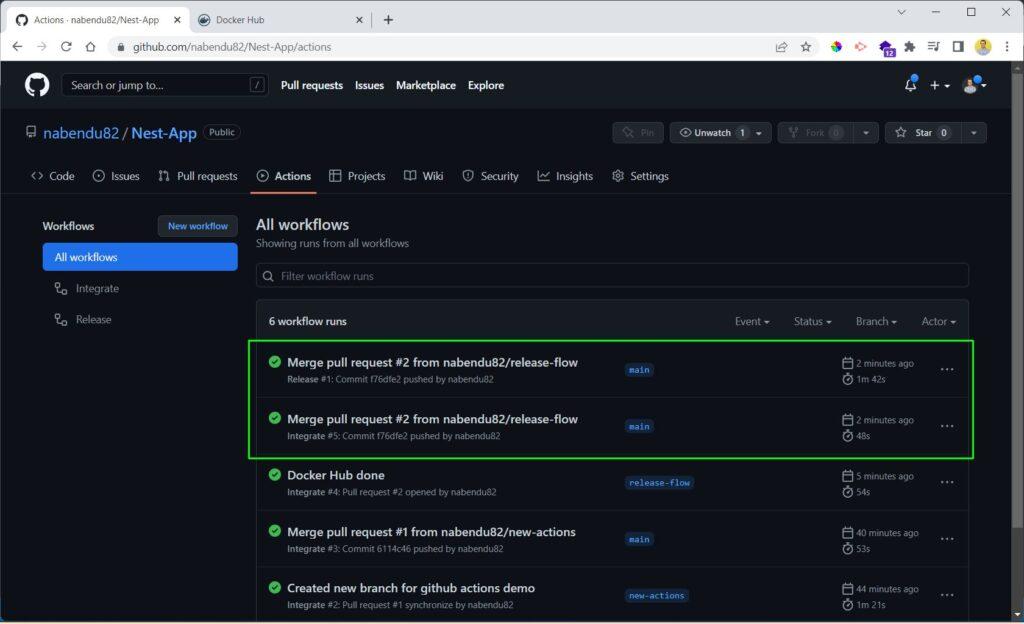 Actions · nabendu82/Nest-App
Docker Hub
github.com/nabendu82/Nest-App/actions
12
Search or jump to...
/
Pull requests Issues Marketplace Explore
nabendu82 / Nest-App Public
Pin
Unwatch 1
Fork 0
Star 0
Code Issues Pull requests Actions Projects Wiki Security Insights Settings
Workflows
New workflow
All workflows
Integrate
Release
All workflows
Showing runs from all workflows
Filter workflow runs
6 workflow runs
Event Status Branch Actor
Merge pull request #2 from nabendu82/release-flow
Release #1: Commit f76dfe2 pushed by nabendu82
main
2 minutes ago
1m 42s
Merge pull request #2 from nabendu82/release-flow
Integrate #5: Commit f76dfe2 pushed by nabendu82
main
2 minutes ago
48s
Docker Hub done
Integrate #4: Pull request #2 opened by nabendu82
release-flow
5 minutes ago
54s
Merge pull request #1 from nabendu82/new-actions
Integrate #3: Commit 6114c46 pushed by nabendu82
main
40 minutes ago
53s
Created new branch for github actions demo
Integrate #2: Pull request #1 synchronize by nabendu82
new-actions
44 minutes ago
1m 21s